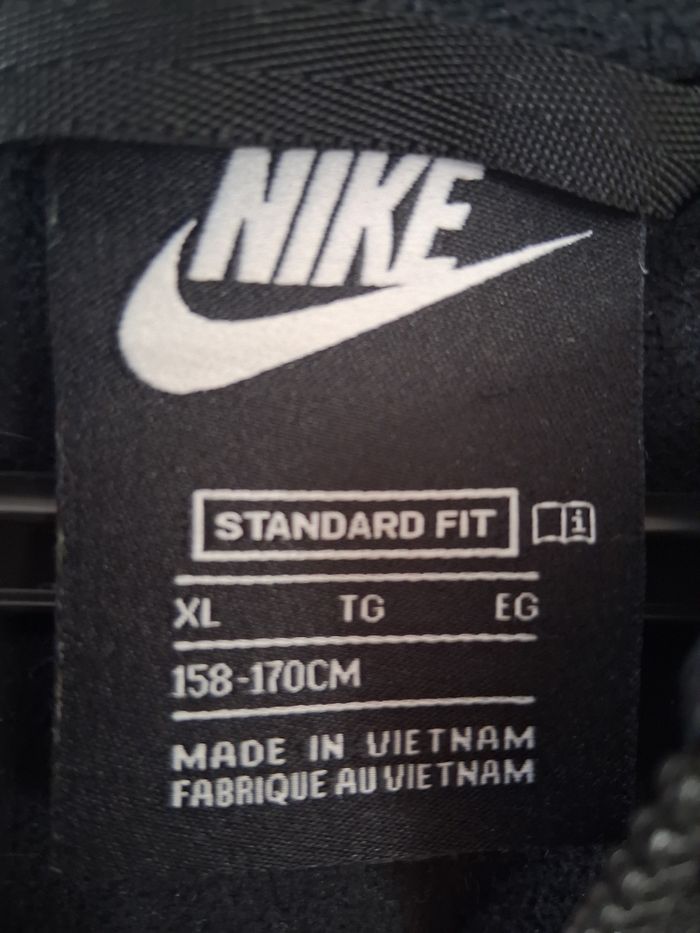 NIKE
STANDARD FIT i
XL TG EG
158-170CM
MADE IN VIETNAM
FABRIQUE AU VIETNAM